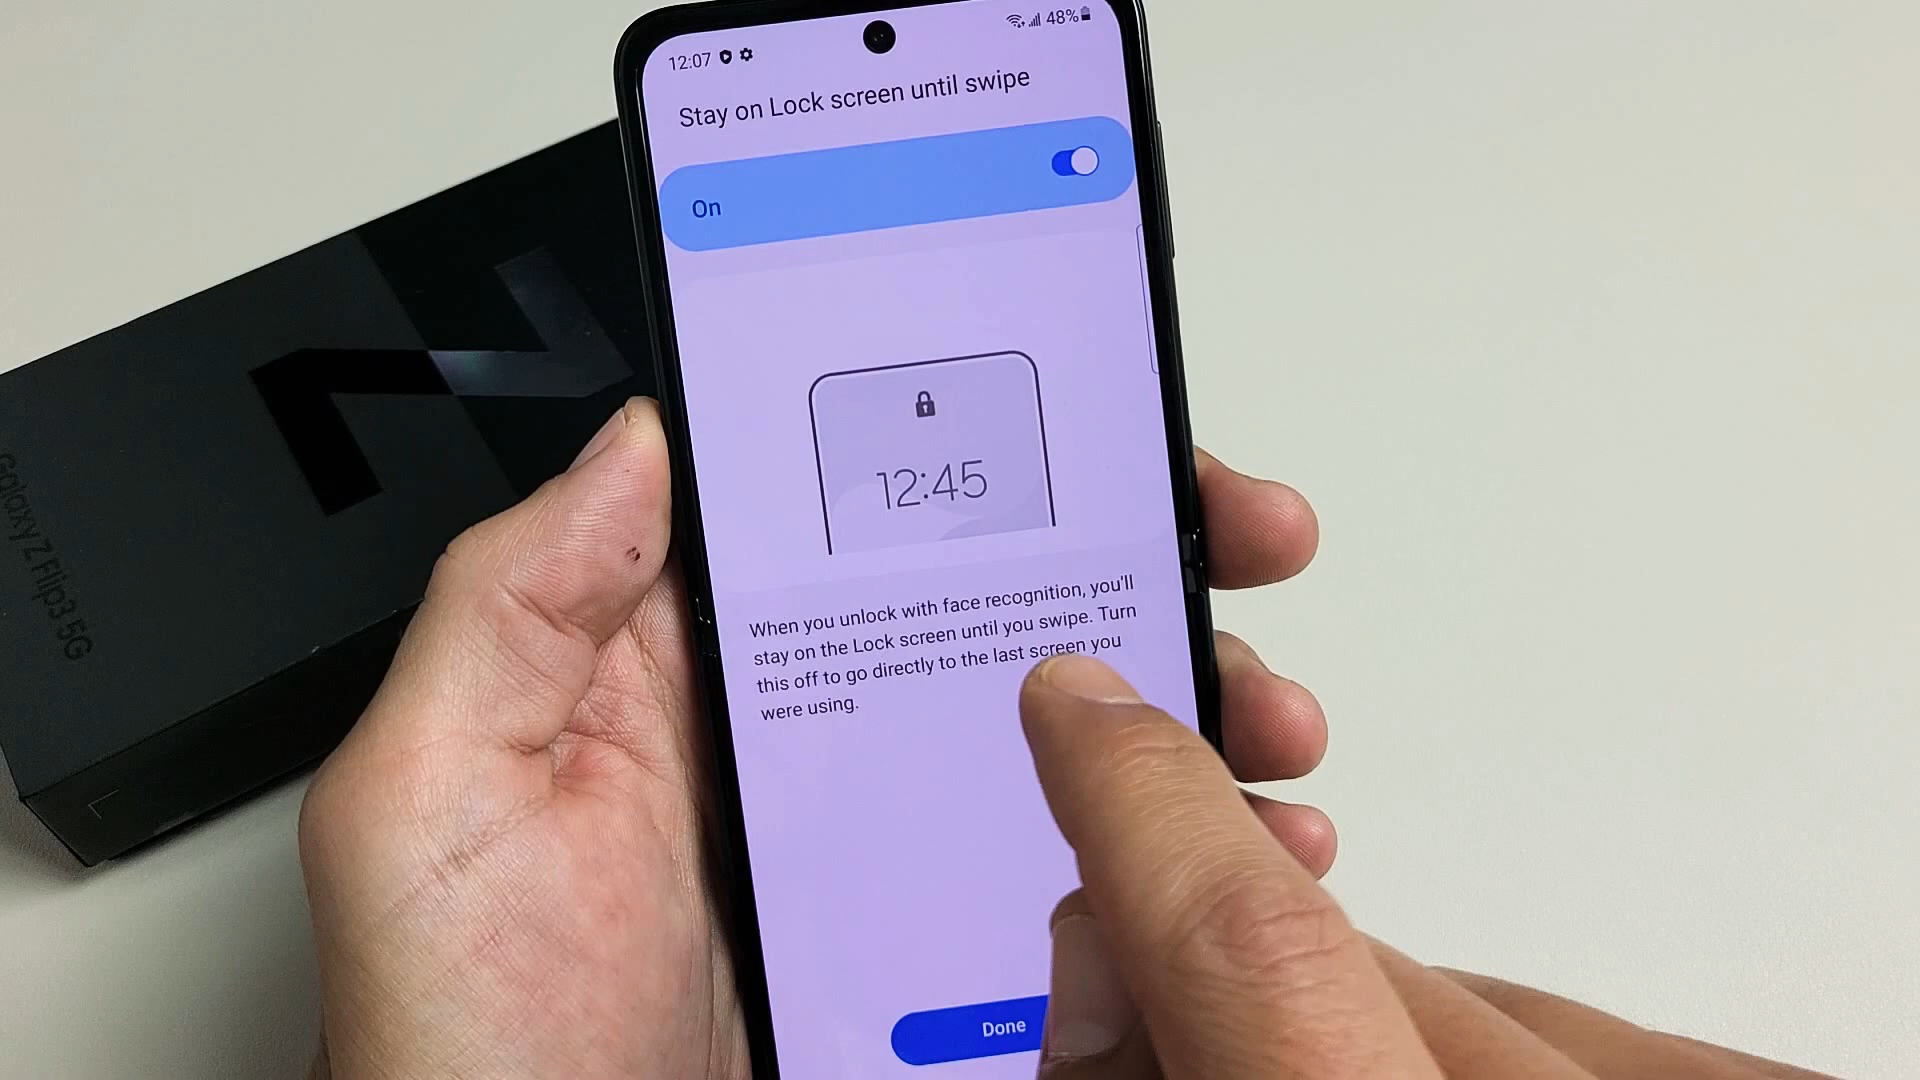 12:07
48%
Stay on Lock screen until swipe
On
12:45
When you unlock with face recognition, you'll
stay on the Lock screen until you swipe. Turn
this off to go directly to the last screen you
were using.
Done
Galaxy Z Flip3 5G